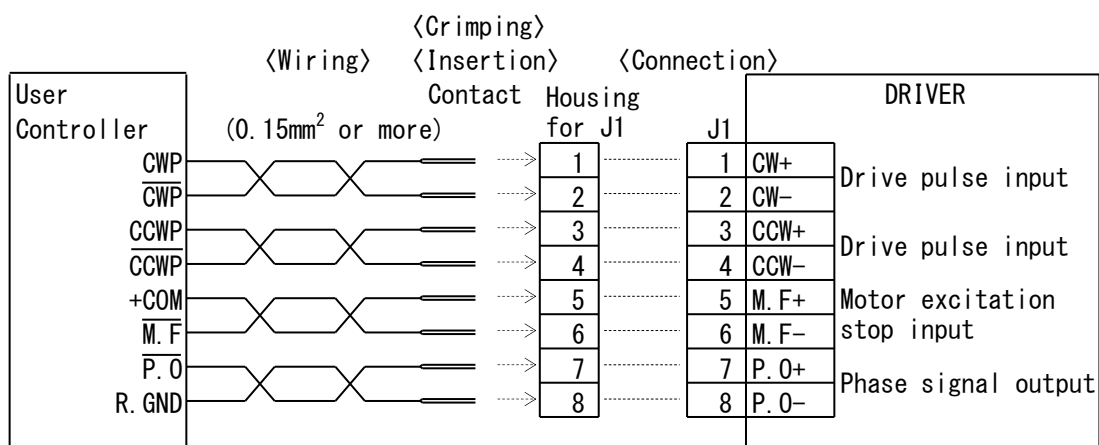 〈Crimping〉
〈Wiring〉 〈Insertion〉 〈Connection〉
User Contact Housing DRIVER
Controller (0.15mm² or more) for J1 J1
CWP 1 1 CW+
Drive pulse input
C̅W̅P̅ 2 2 CW-
CCWP 3 3 CCW+
Drive pulse input
C̅C̅W̅P̅ 4 4 CCW-
+COM 5 5 M.F+ Motor excitation
M̅.̅F̅ 6 6 M.F- stop input
P̅.̅O̅ 7 7 P.O+
Phase signal output
R.GND 8 8 P.O-